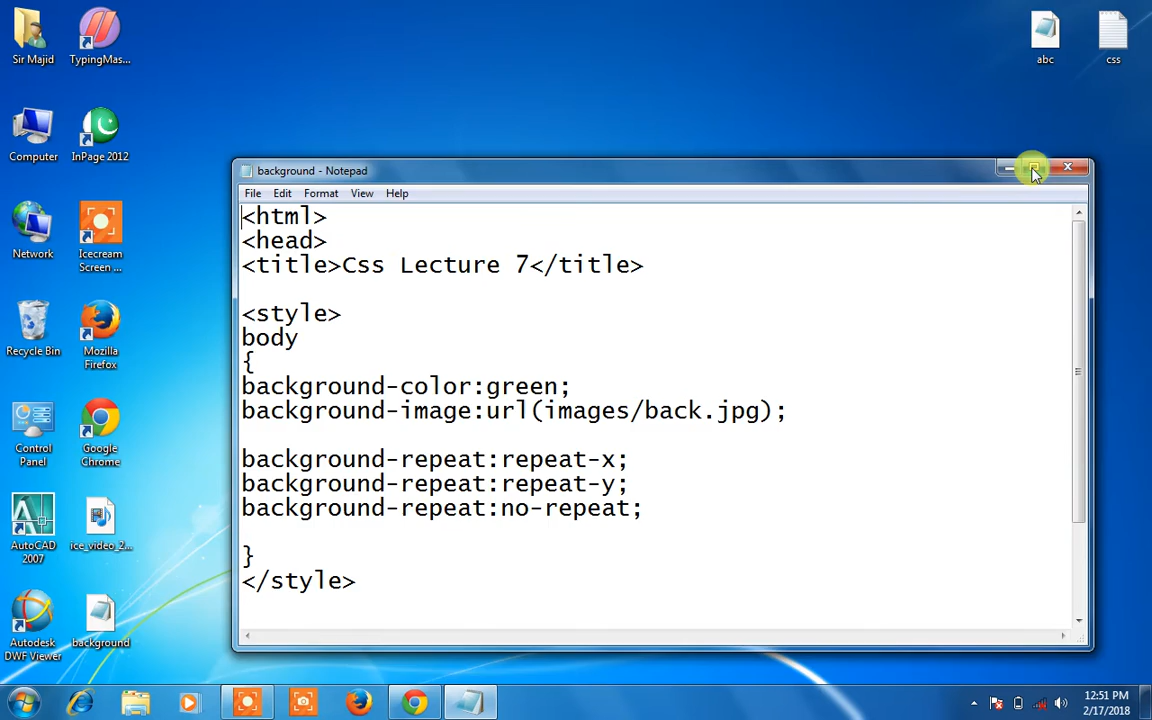 Sir Majid
TypingMas...
abc
css
Computer
InPage 2012
Network
Icecream
Screen ...
Recycle Bin
Mozilla
Firefox
Control
Panel
Google
Chrome
AutoCAD
2007
ice_video_2...
Autodesk
DWF Viewer
background
background - Notepad
File Edit Format View Help
<html>
<head>
<title>Css Lecture 7</title>
<style>
body
{
background-color:green;
background-image:url(images/back.jpg);
background-repeat:repeat-x;
background-repeat:repeat-y;
background-repeat:no-repeat;
}
</style>
12:51 PM
2/17/2018